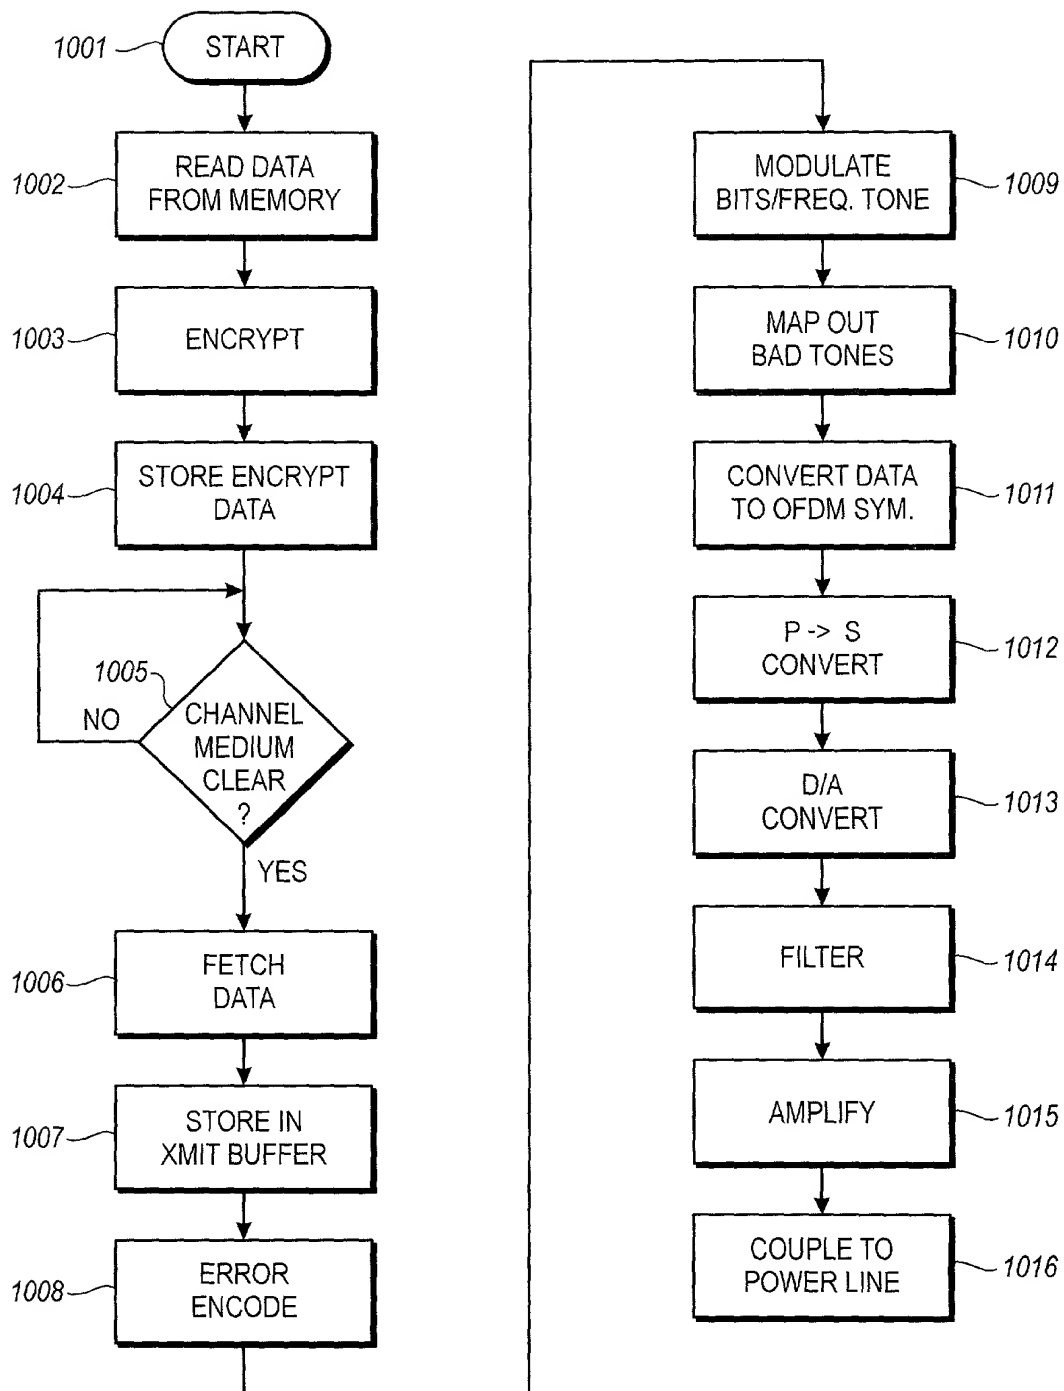 1001
START
1002
READ DATA
FROM MEMORY
1003
ENCRYPT
1004
STORE ENCRYPT
DATA
1005
NO
CHANNEL
MEDIUM
CLEAR
?
YES
1006
FETCH
DATA
1007
STORE IN
XMIT BUFFER
1008
ERROR
ENCODE
MODULATE
BITS/FREQ. TONE
1009
MAP OUT
BAD TONES
1010
CONVERT DATA
TO OFDM SYM.
1011
P -> S
CONVERT
1012
D/A
CONVERT
1013
FILTER
1014
AMPLIFY
1015
COUPLE TO
POWER LINE
1016